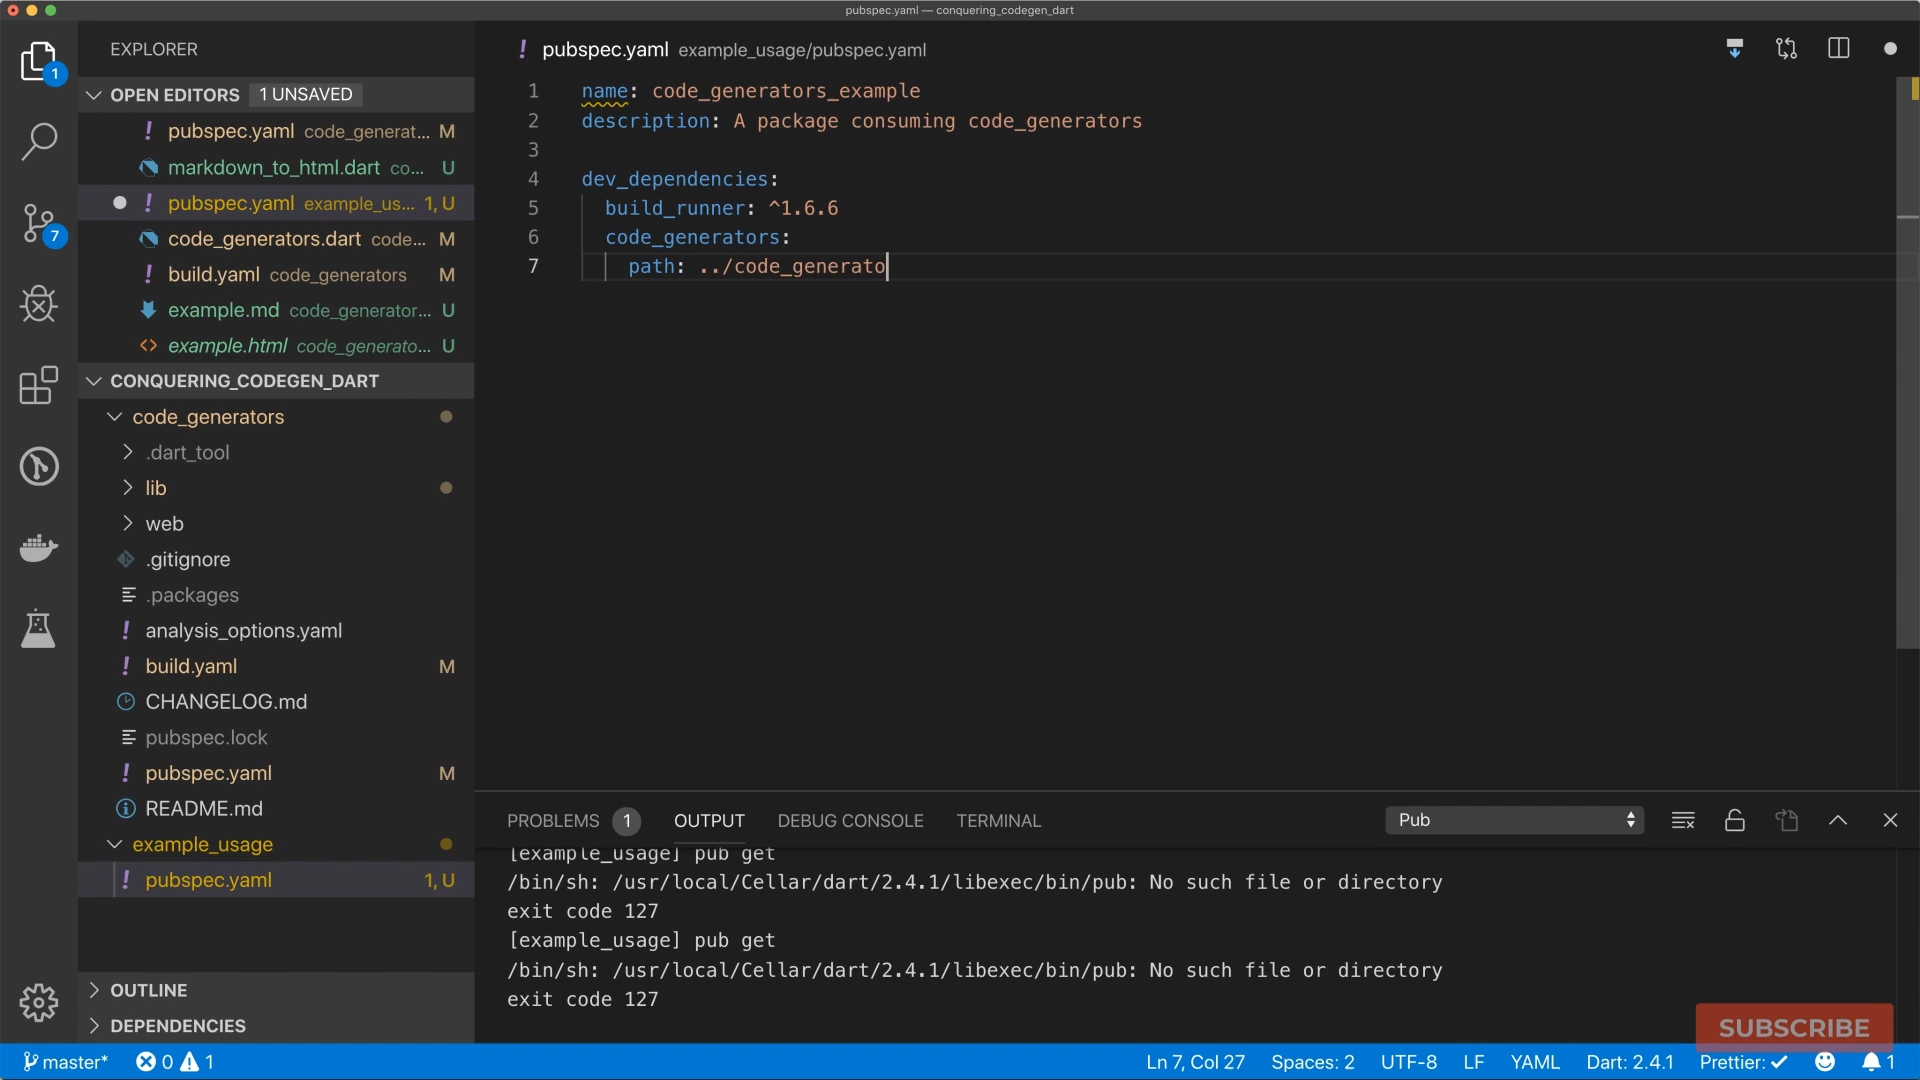 pubspec.yaml — conquering_codegen_dart
EXPLORER
OPEN EDITORS 1 UNSAVED
! pubspec.yaml code_generat... M
markdown_to_html.dart co... U
! pubspec.yaml example_us... 1, U
code_generators.dart code... M
! build.yaml code_generators M
example.md code_generator... U
<> example.html code_generato... U
CONQUERING_CODEGEN_DART
code_generators
.dart_tool
lib
web
.gitignore
.packages
! analysis_options.yaml
! build.yaml M
CHANGELOG.md
pubspec.lock
! pubspec.yaml M
README.md
example_usage
! pubspec.yaml 1, U
OUTLINE
DEPENDENCIES
1
7
! pubspec.yaml example_usage/pubspec.yaml
1 name: code_generators_example
2 description: A package consuming code_generators
3
4 dev_dependencies:
5 build_runner: ^1.6.6
6 code_generators:
7 path: ../code_generato
PROBLEMS 1 OUTPUT DEBUG CONSOLE TERMINAL Pub
[example_usage] pub get
/bin/sh: /usr/local/Cellar/dart/2.4.1/libexec/bin/pub: No such file or directory
exit code 127
[example_usage] pub get
/bin/sh: /usr/local/Cellar/dart/2.4.1/libexec/bin/pub: No such file or directory
exit code 127
SUBSCRIBE
master* 0 1 Ln 7, Col 27 Spaces: 2 UTF-8 LF YAML Dart: 2.4.1 Prettier: ✓ 1